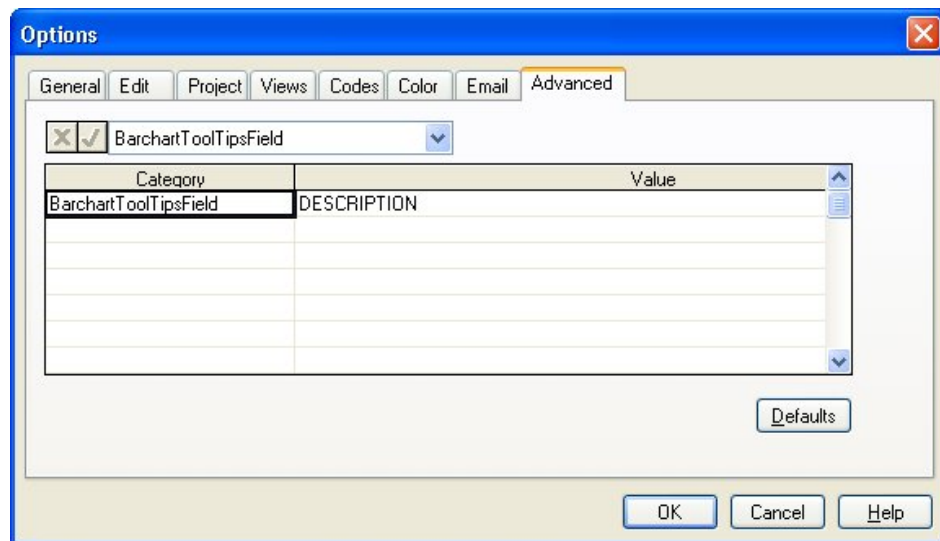 Options
General Edit Project Views Codes Color Email Advanced
BarchartToolTipsField
Category Value
BarchartToolTipsField DESCRIPTION
Defaults
OK Cancel Help